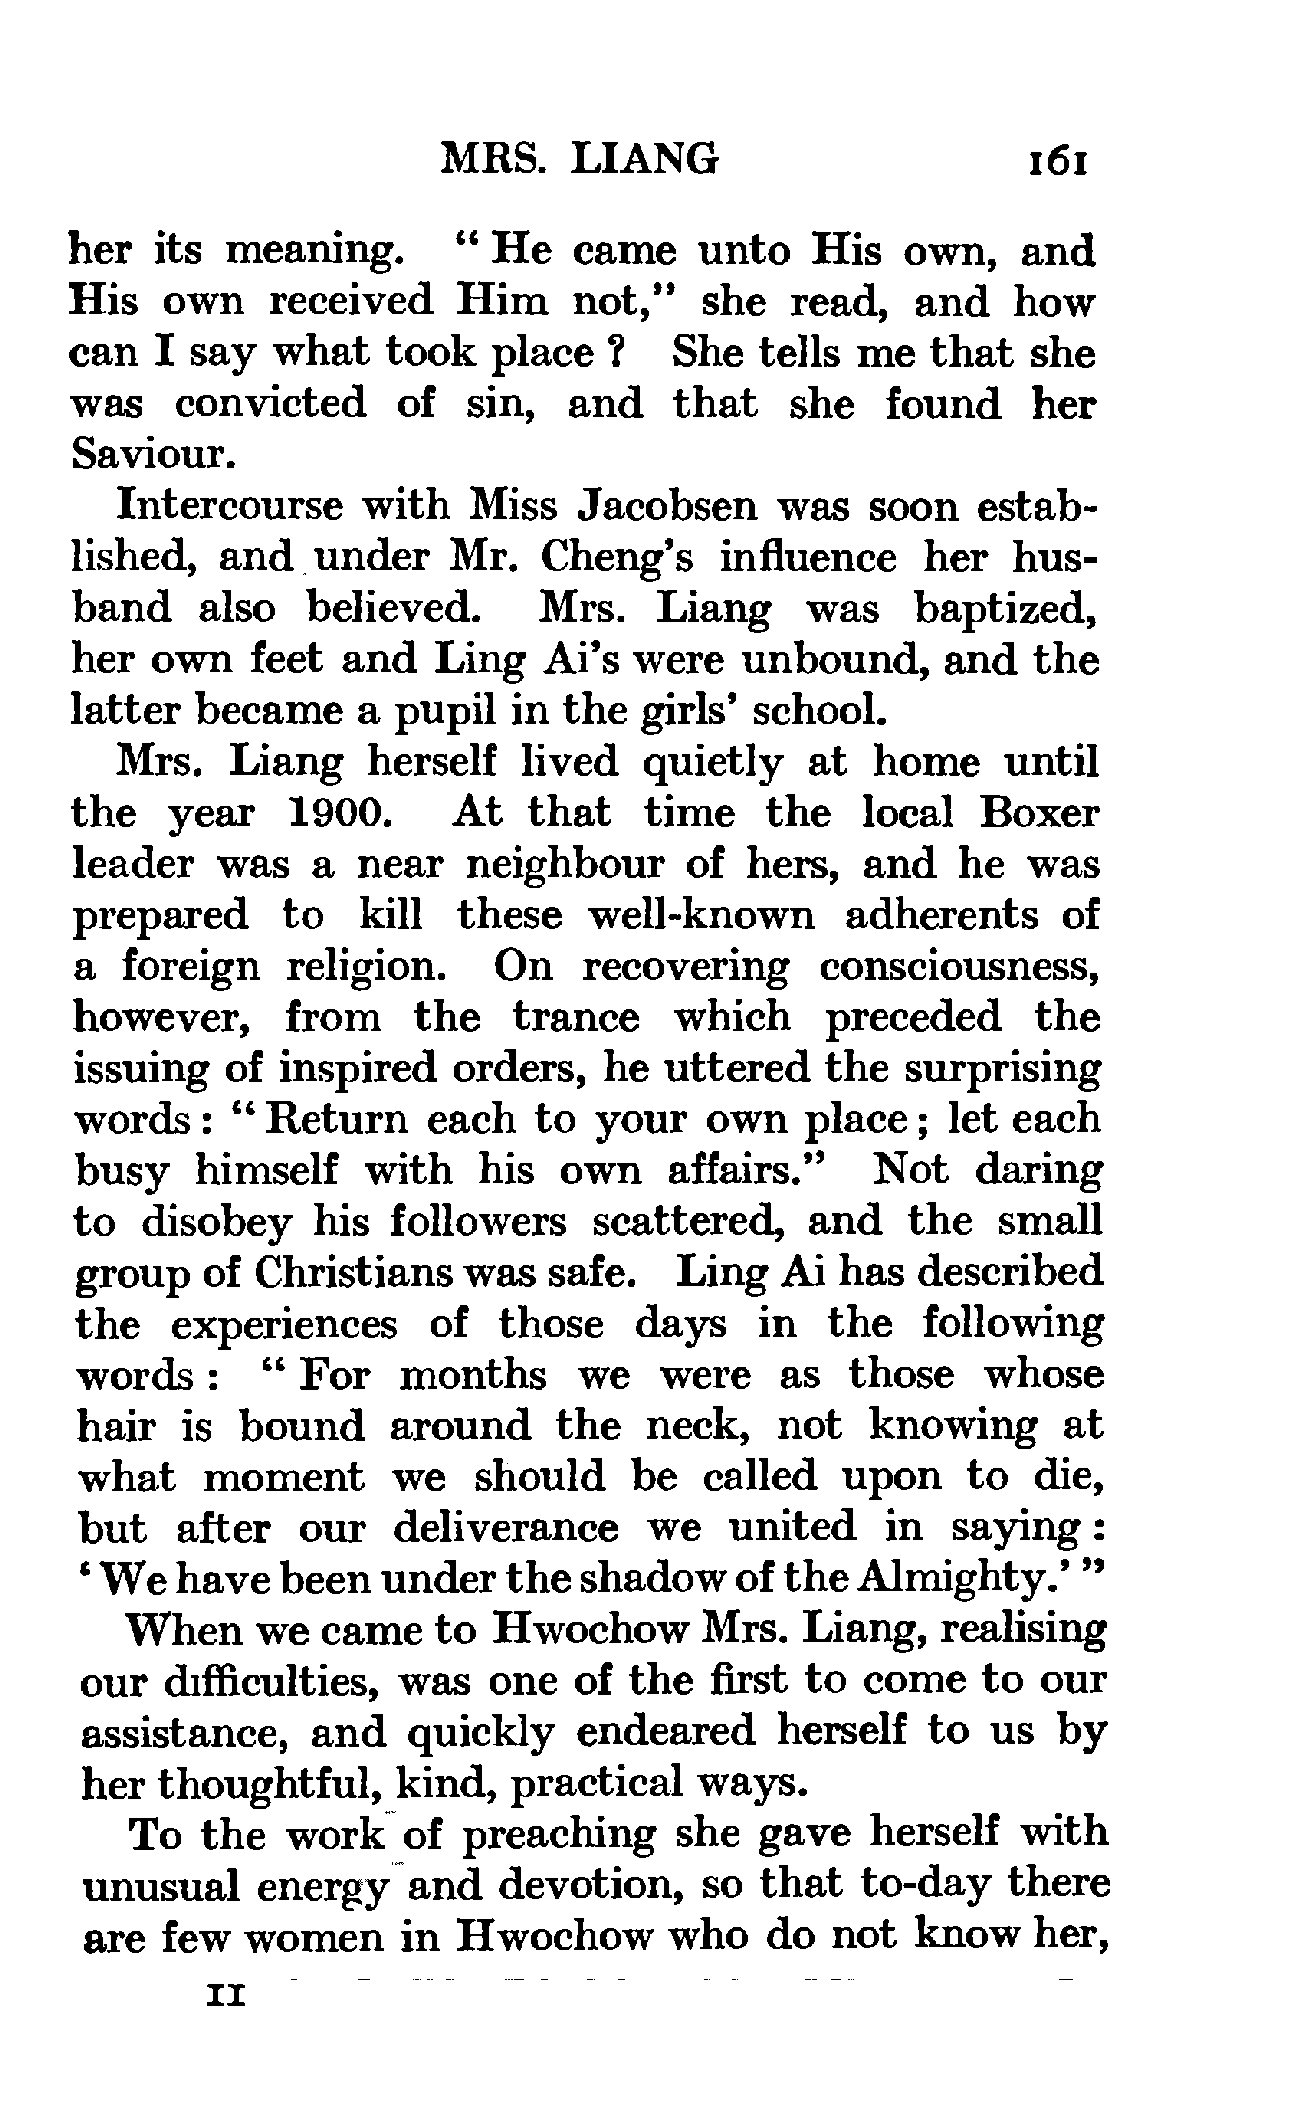 MRS. LIANG 161
her its meaning. “ He came unto His own, and
His own received Him not,” she read, and how
can I say what took place ? She tells me that she
was convicted of sin, and that she found her
Saviour.
Intercourse with Miss Jacobsen was soon estab-
lished, and under Mr. Cheng’s influence her hus-
band also believed. Mrs. Liang was baptized,
her own feet and Ling Ai’s were unbound, and the
latter became a pupil in the girls’ school.
Mrs. Liang herself lived quietly at home until
the year 1900. At that time the local Boxer
leader was a near neighbour of hers, and he was
prepared to kill these well-known adherents of
a foreign religion. On recovering consciousness,
however, from the trance which preceded the
issuing of inspired orders, he uttered the surprising
words : “ Return each to your own place ; let each
busy himself with his own affairs.” Not daring
to disobey his followers scattered, and the small
group of Christians was safe. Ling Ai has described
the experiences of those days in the following
words : “ For months we were as those whose
hair is bound around the neck, not knowing at
what moment we should be called upon to die,
but after our deliverance we united in saying :
‘ We have been under the shadow of the Almighty.’ ”
When we came to Hwochow Mrs. Liang, realising
our difficulties, was one of the first to come to our
assistance, and quickly endeared herself to us by
her thoughtful, kind, practical ways.
To the work of preaching she gave herself with
unusual energy and devotion, so that to-day there
are few women in Hwochow who do not know her,
11